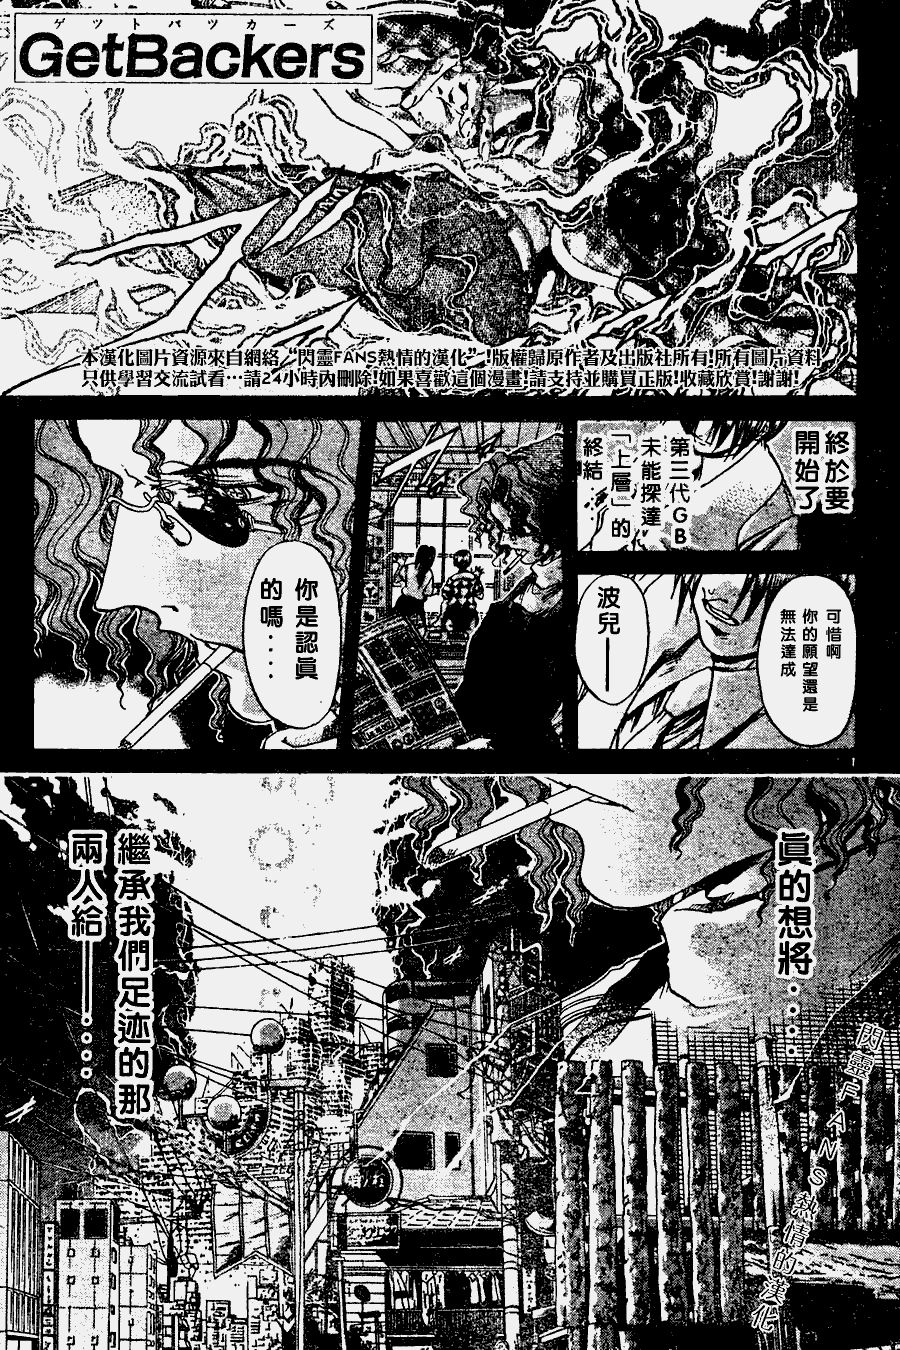 ゲットバッカーズ
GetBackers
本漢化圖片資源來自網絡“閃靈FANS熱情的漢化”!版權歸原作者及出版社所有!所有圖片資料
只供學習交流試看…請24小時內刪除!如果喜歡這個漫畫!請支持並購買正版!收藏欣賞!謝謝!
終於要
開始了
第三代GB
未能探達
「上層」的
終結…
可惜啊
你的願望還是
無法達成
波兒——
你是認眞
的嗎....
1
眞的想將....
繼承我們足迹的那
兩人給——....
閃靈FANS熱情的漢化